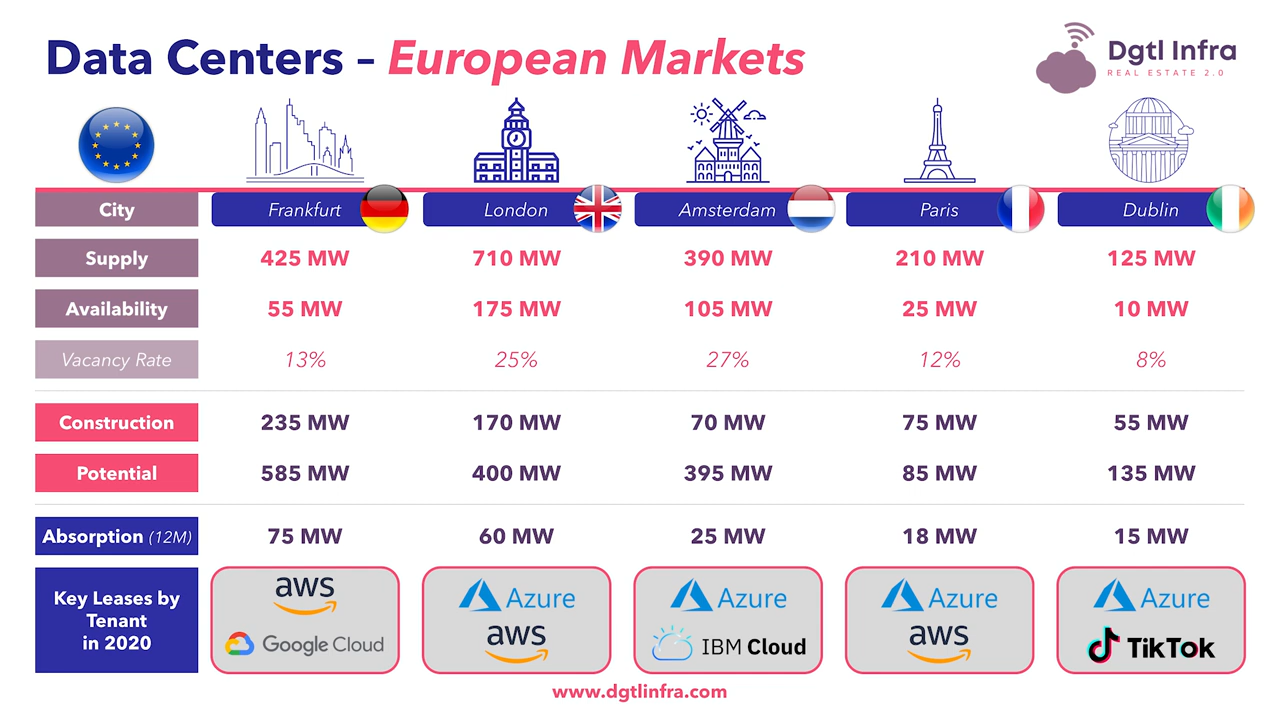 Data Centers – European Markets
Dgtl Infra
REAL ESTATE 2.0
City Frankfurt London Amsterdam Paris Dublin
Supply 425 MW 710 MW 390 MW 210 MW 125 MW
Availability 55 MW 175 MW 105 MW 25 MW 10 MW
Vacancy Rate 13% 25% 27% 12% 8%
Construction 235 MW 170 MW 70 MW 75 MW 55 MW
Potential 585 MW 400 MW 395 MW 85 MW 135 MW
Absorption (12M) 75 MW 60 MW 25 MW 18 MW 15 MW
Key Leases by
Tenant
in 2020
aws Azure Azure Azure Azure
Google Cloud aws IBM Cloud aws TikTok
www.dgtlinfra.com